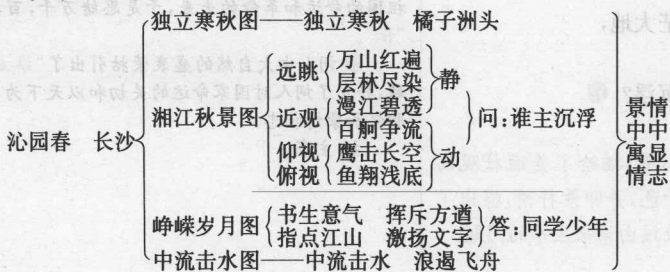 独立寒秋图——独立寒秋 橘子洲头
远眺
万山红遍
层林尽染
静
湘江秋景图
近观
漫江碧透
百舸争流
问:谁主沉浮
仰视
鹰击长空
动
俯视
鱼翔浅底
沁园春 长沙
峥嵘岁月图
书生意气 挥斥方遒
指点江山 激扬文字
答:同学少年
中流击水图——中流击水 浪遏飞舟
景中寓情
情中显志